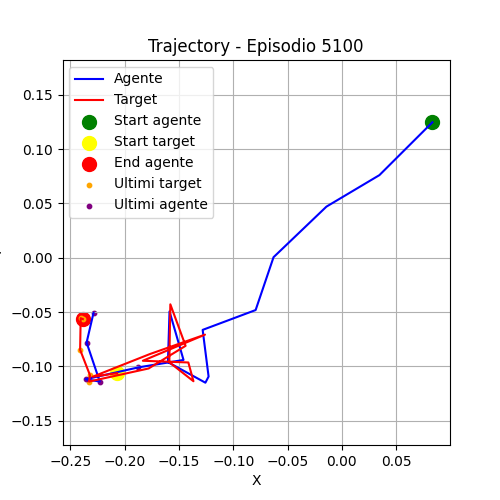 Trajectory - Episodio 5100
Agente
Target
Start agente
Start target
End agente
Ultimi target
Ultimi agente
0.15
0.10
0.05
0.00
−0.05
−0.10
−0.15
−0.25
−0.20
−0.15
−0.10
−0.05
0.00
0.05
X